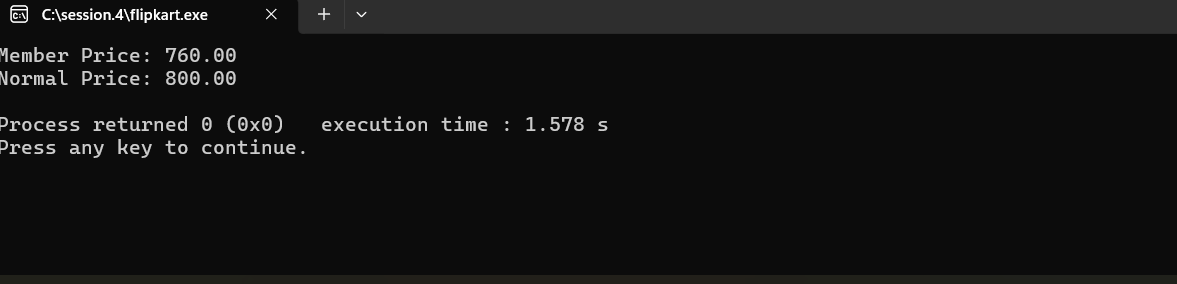 C:\session.4\flipkart.exe
Member Price: 760.00
Normal Price: 800.00
Process returned 0 (0x0)   execution time : 1.578 s
Press any key to continue.